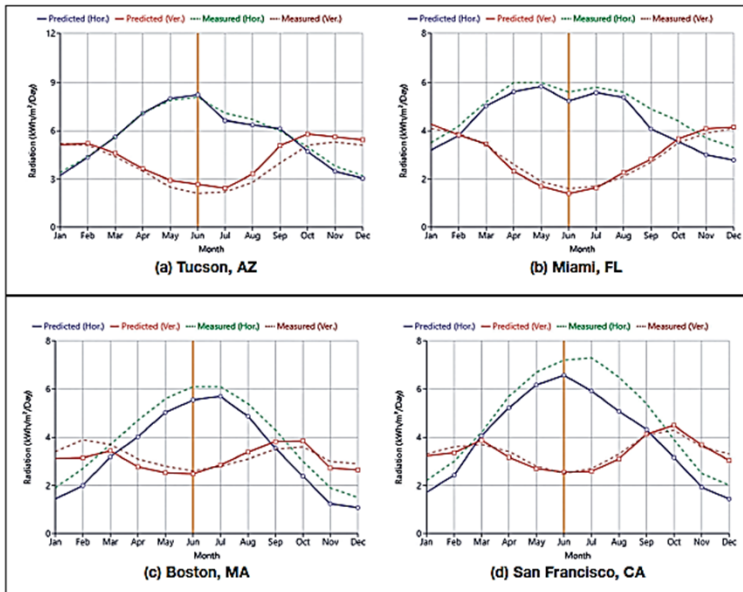 Predicted (Hor.) Predicted (Ver.) Measured (Hor.) Measured (Ver.)
12
9
6
3
0
Radiation (kWh/m²/Day)
Jan Feb Mar Apr May Jun Jul Aug Sep Oct Nov Dec
Month
(a) Tucson, AZ
Predicted (Hor.) Predicted (Ver.) Measured (Hor.) Measured (Ver.)
8
6
4
2
0
Radiation (kWh/m²/Day)
Jan Feb Mar Apr May Jun Jul Aug Sep Oct Nov Dec
Month
(b) Miami, FL
Predicted (Hor.) Predicted (Ver.) Measured (Hor.) Measured (Ver.)
8
6
4
2
0
Radiation (kWh/m²/Day)
Jan Feb Mar Apr May Jun Jul Aug Sep Oct Nov Dec
Month
(c) Boston, MA
Predicted (Hor.) Predicted (Ver.) Measured (Hor.) Measured (Ver.)
8
6
4
2
0
Radiation (kWh/m²/Day)
Jan Feb Mar Apr May Jun Jul Aug Sep Oct Nov Dec
Month
(d) San Francisco, CA